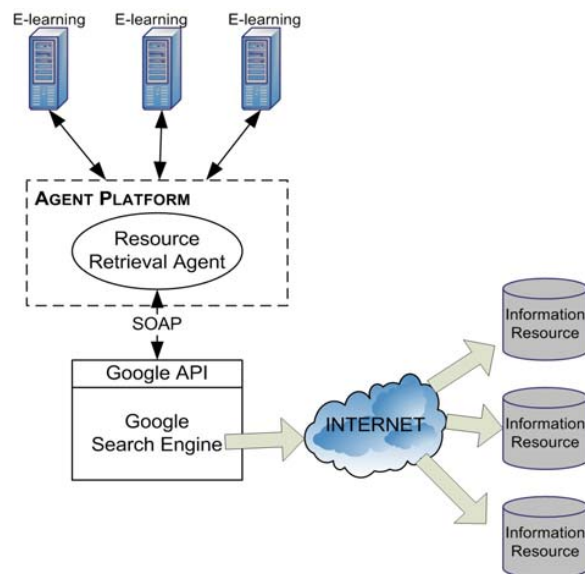 E-learning
E-learning
E-learning
AGENT PLATFORM
Resource
Retrieval Agent
SOAP
Google API
Google
Search Engine
INTERNET
Information
Resource
Information
Resource
Information
Resource